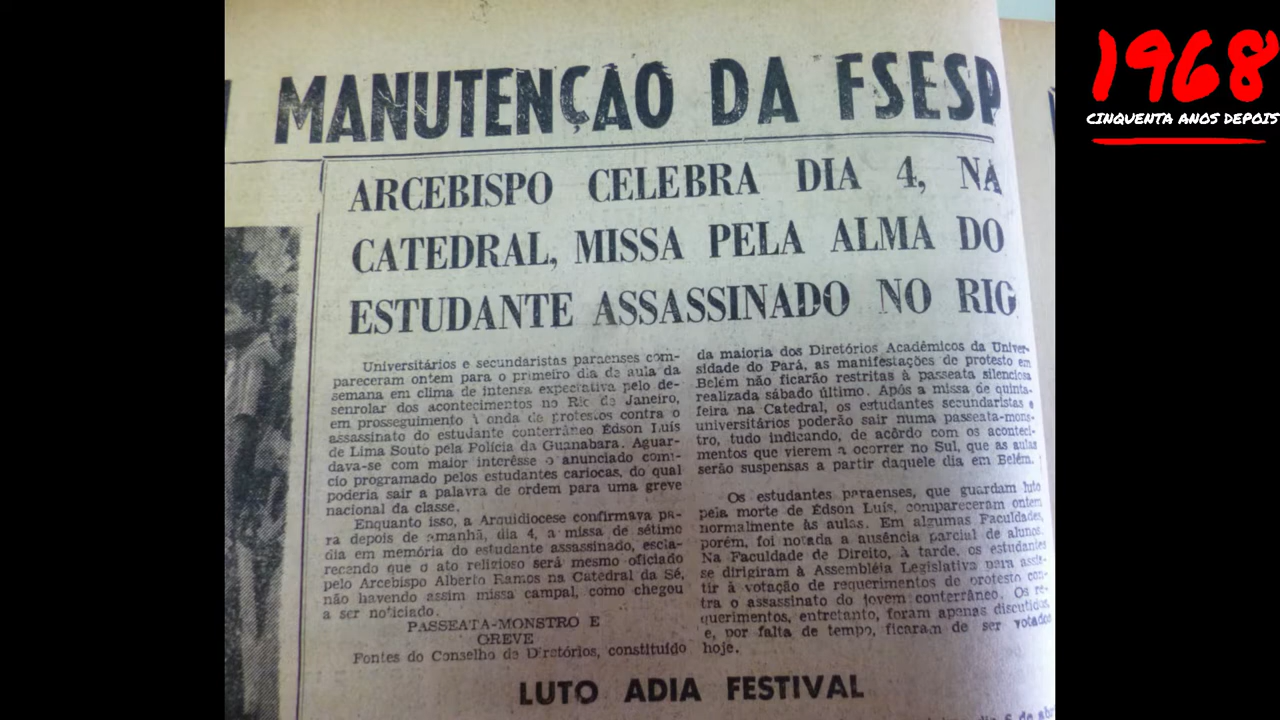 MANUTENÇÃO DA FSESP
ARCEBISPO CELEBRA DIA 4, NA
CATEDRAL, MISSA PELA ALMA DO
ESTUDANTE ASSASSINADO NO RIO
Universitários e secundaristas paraenses com-
pareceram ontem para o primeiro dia de aula da
semana em clima de intensa expectativa pelo de-
senrolar dos acontecimentos no Rio de Janeiro,
em prosseguimento à onda de protestos contra o
assassinato do estudante conterrâneo Édson Luís
de Lima Souto pela Polícia da Guanabara. Aguar-
dava-se com maior interêsse o anunciado comí-
cio programado pelos estudantes cariocas, do qual
poderia sair a palavra de ordem para uma greve
nacional da classe.
Enquanto isso, a Arquidiocese confirmava pa-
ra depois de amanhã, dia 4, a missa de sétimo
dia em memória do estudante assassinado, escla-
recendo que o ato religioso será mesmo oficiado
pelo Arcebispo Alberto Ramos na Catedral da Sé,
não havendo assim missa campal, como chegou
a ser noticiado.
PASSEATA-MONSTRO E
GREVE
Fontes do Conselho de Diretórios, constituído
da maioria dos Diretórios Acadêmicos da Univer-
sidade do Pará, as manifestações de protesto em
Belém não ficarão restritas à passeata silenciosa
realizada sábado último. Após a missa de quinta-
feira na Catedral, os estudantes secundaristas e
universitários poderão sair numa passeata-mons-
tro, tudo indicando, de acôrdo com os aconteci-
mentos que vierem a ocorrer no Sul, que as aulas
serão suspensas a partir daquele dia em Belém.
Os estudantes paraenses, que guardam luto
pela morte de Édson Luís, compareceram ontem
normalmente às aulas. Em algumas Faculdades,
porém, foi notada a ausência parcial de alunos.
Na Faculdade de Direito, à tarde, os estudantes
se dirigiram à Assembléia Legislativa para assis-
tir à votação de requerimentos de protesto con-
tra o assassinato do jovem conterrâneo. Os re-
querimentos, entretanto, foram apenas discutidos
e, por falta de tempo, ficaram de ser votados
hoje.
LUTO ADIA FESTIVAL
1968
CINQUENTA ANOS DEPOIS